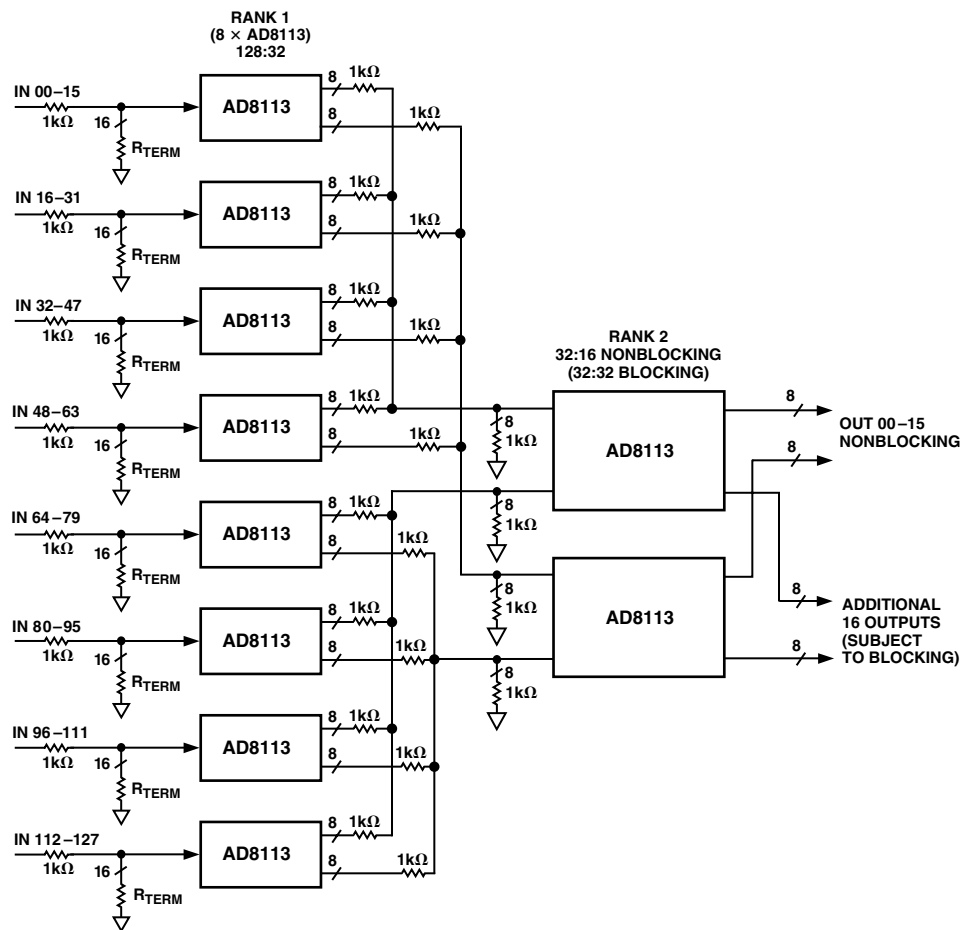 RANK 1
(8 × AD8113)
128:32
IN 00–15
1kΩ
16
RTERM
AD8113
8
1kΩ
8
1kΩ
IN 16–31
1kΩ
16
RTERM
AD8113
8
1kΩ
8
1kΩ
IN 32–47
1kΩ
16
RTERM
AD8113
8
1kΩ
8
1kΩ
IN 48–63
1kΩ
16
RTERM
AD8113
8
1kΩ
8
1kΩ
IN 64–79
1kΩ
16
RTERM
AD8113
8
1kΩ
8
1kΩ
IN 80–95
1kΩ
16
RTERM
AD8113
8
1kΩ
8
1kΩ
IN 96–111
1kΩ
16
RTERM
AD8113
8
1kΩ
8
1kΩ
IN 112–127
1kΩ
16
RTERM
AD8113
8
1kΩ
8
1kΩ
RANK 2
32:16 NONBLOCKING
(32:32 BLOCKING)
8
1kΩ
8
1kΩ
AD8113
8
1kΩ
8
1kΩ
AD8113
8
8
OUT 00–15
NONBLOCKING
8
8
ADDITIONAL
16 OUTPUTS
(SUBJECT
TO BLOCKING)